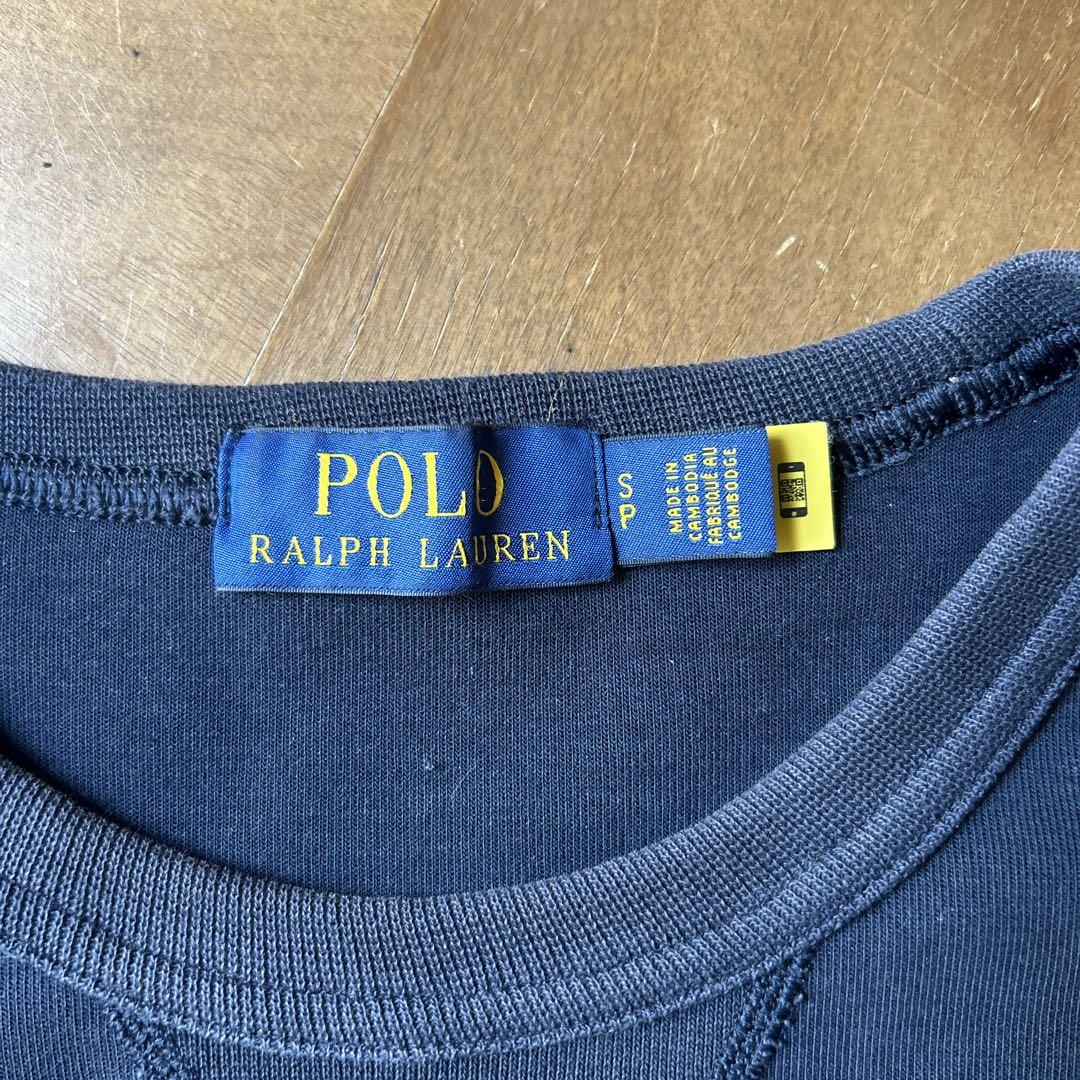 POLO
RALPH LAUREN
S
P
MADE IN
CAMBODIA
FABRIQUÉ AU
CAMBODGE